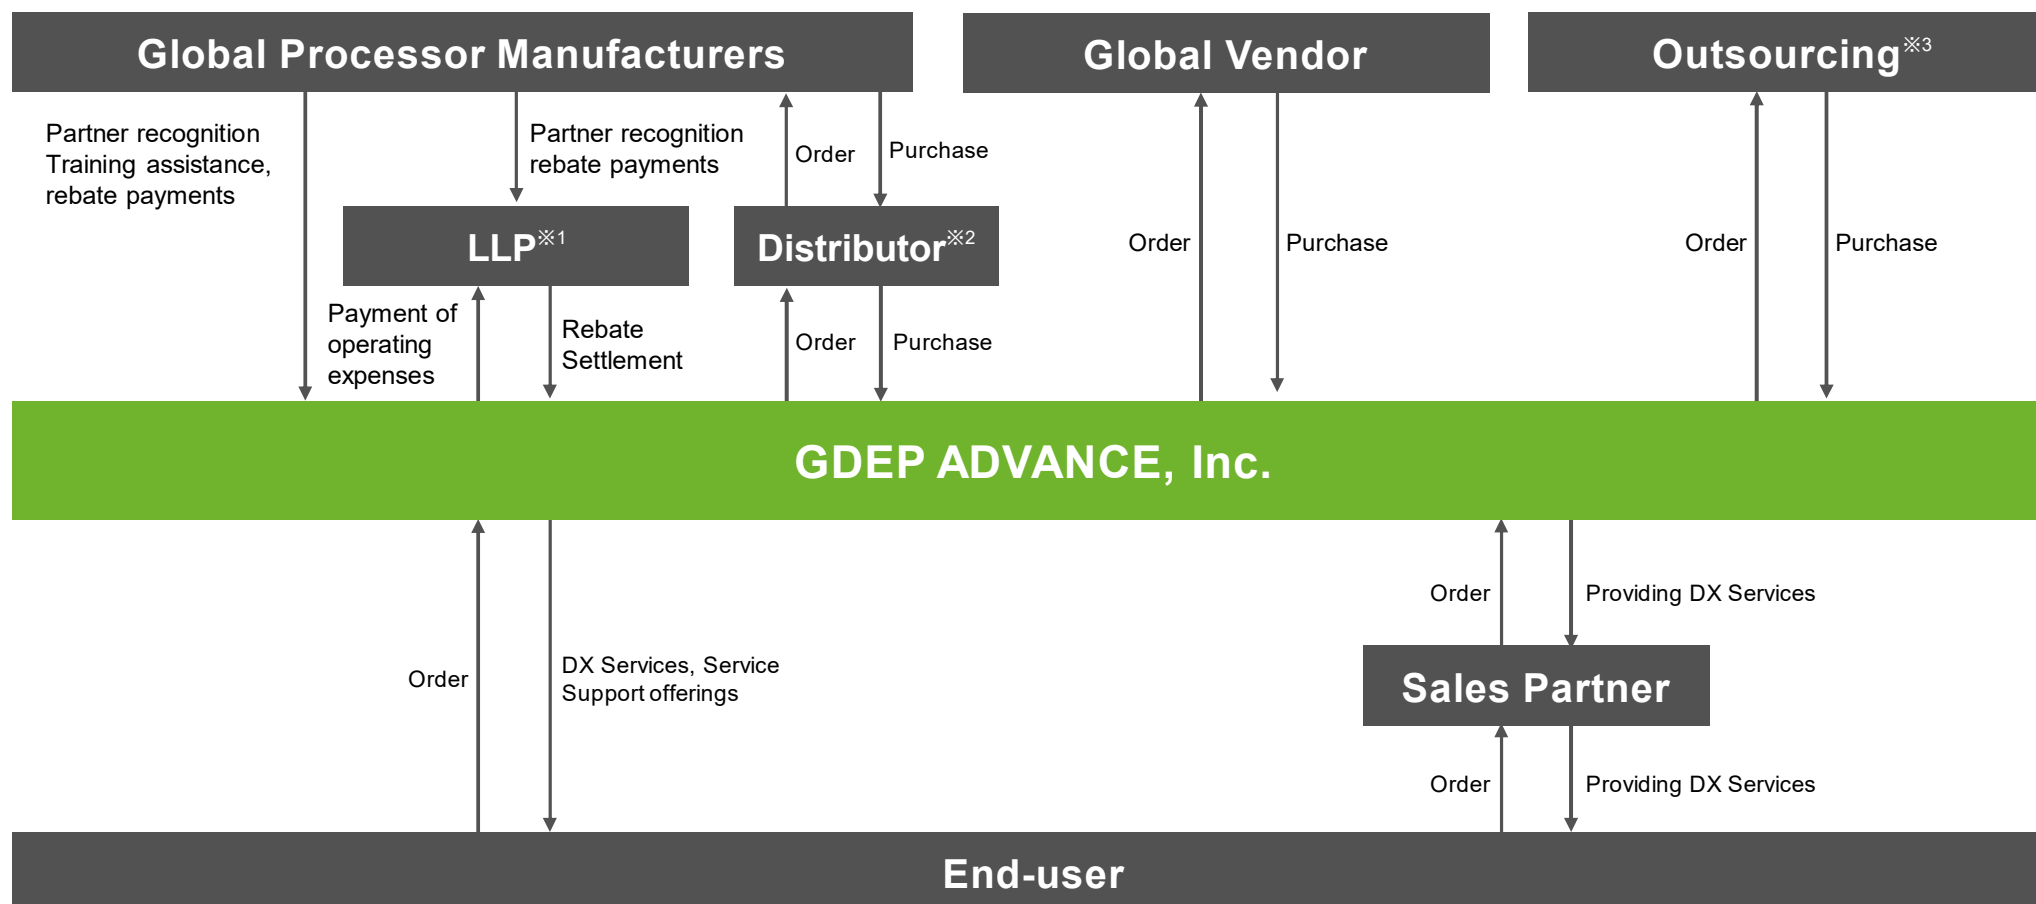 Global Processor Manufacturers
Global Vendor
Outsourcing※3
Partner recognition
Training assistance,
rebate payments
Partner recognition
rebate payments
Order
Purchase
LLP※1
Distributor※2
Order
Purchase
Order
Purchase
Payment of
operating
expenses
Rebate
Settlement
Order
Purchase
GDEP ADVANCE, Inc.
Order
DX Services, Service
Support offerings
Order
Providing DX Services
Sales Partner
Order
Providing DX Services
End-user